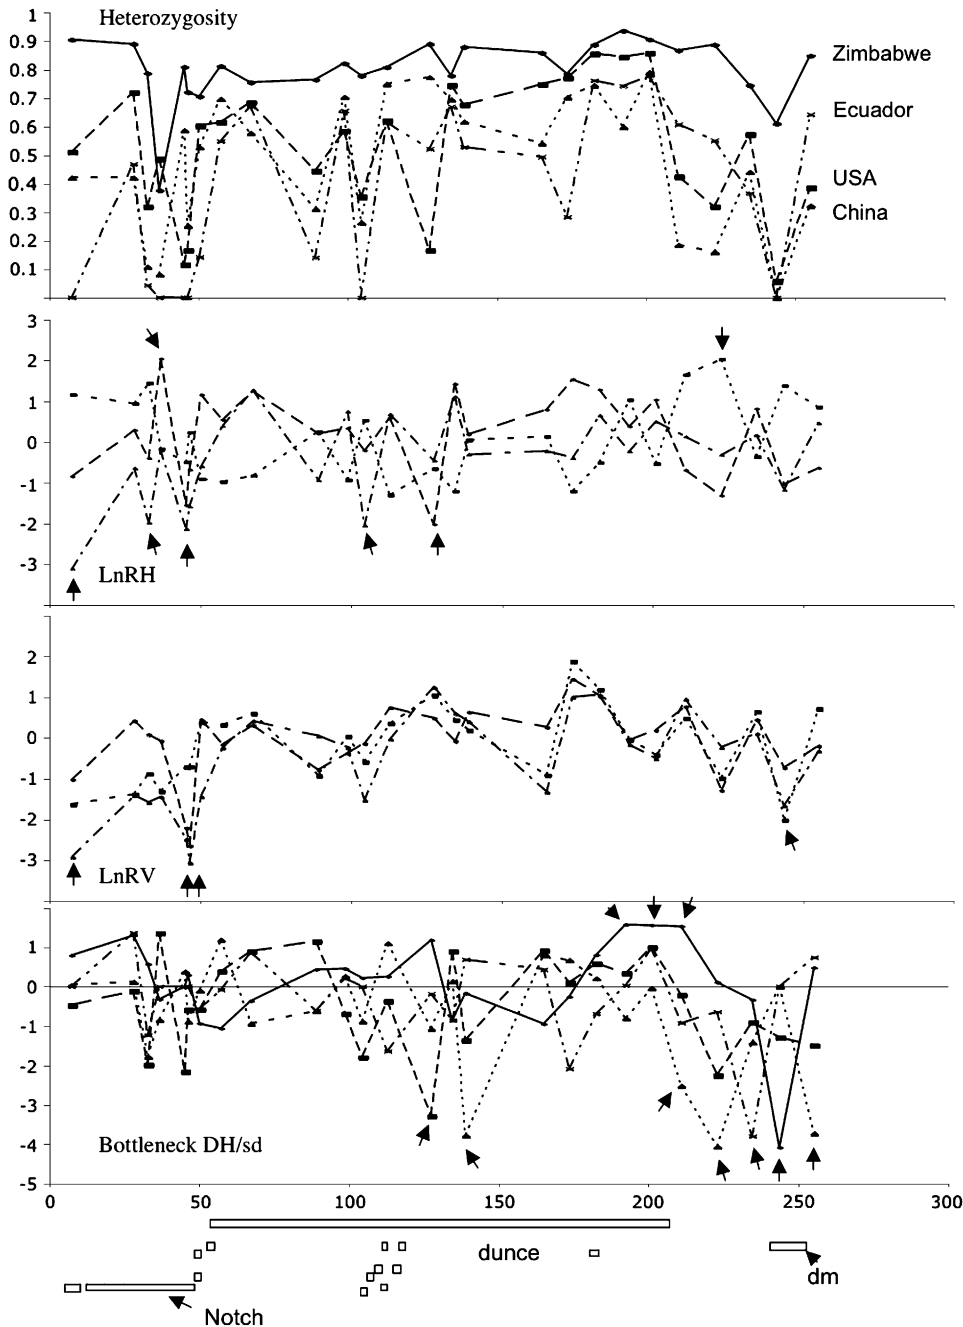 1
Heterozygosity
0.9
Zimbabwe
0.8
0.7
Ecuador
0.6
0.5
0.4
USA
0.3
China
0.2
0.1
3
2
1
0
-1
-2
-3
LnRH
2
1
0
-1
-2
-3
LnRV
1
0
-1
-2
-3
-4
Bottleneck DH/sd
-5
0 50 100 150 200 250 300
dunce
dm
Notch